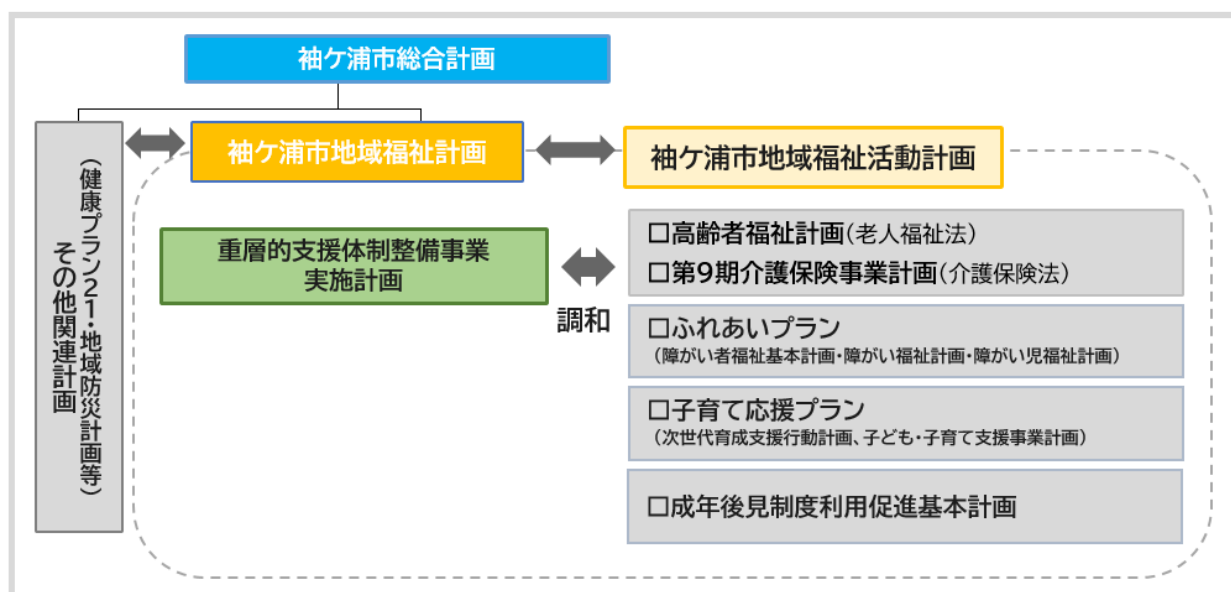 袖ケ浦市総合計画
袖ケ浦市地域福祉計画
袖ケ浦市地域福祉活動計画
その他関連計画
（健康プラン２１・地域防災計画等）
重層的支援体制整備事業
実施計画
調和
□高齢者福祉計画（老人福祉法）
□第９期介護保険事業計画（介護保険法）
□ふれあいプラン
（障がい者福祉基本計画・障がい福祉計画・障がい児福祉計画）
□子育て応援プラン
（次世代育成支援行動計画、子ども・子育て支援事業計画）
□成年後見制度利用促進基本計画